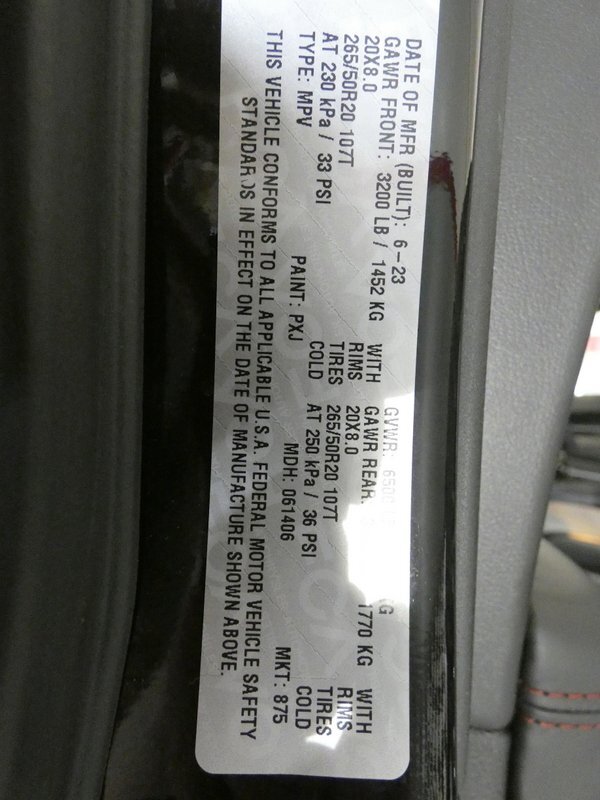 DATE OF MFR (BUILT): 6-23 GVWR:
GAWR FRONT: 3200 LB / 1452 KG WITH GAWR REAR: 1770 KG WITH
20X8.0 RIMS 20X8.0 RIMS
265/50R20 107T TIRES 265/50R20 107T TIRES
AT 230 kPa / 33 PSI COLD AT 250 kPa / 36 PSI COLD
TYPE: MPV PAINT: PXJ MDH: 061406 MKT: 875
THIS VEHICLE CONFORMS TO ALL APPLICABLE U.S.A. FEDERAL MOTOR VEHICLE SAFETY
STANDARDS IN EFFECT ON THE DATE OF MANUFACTURE SHOWN ABOVE.